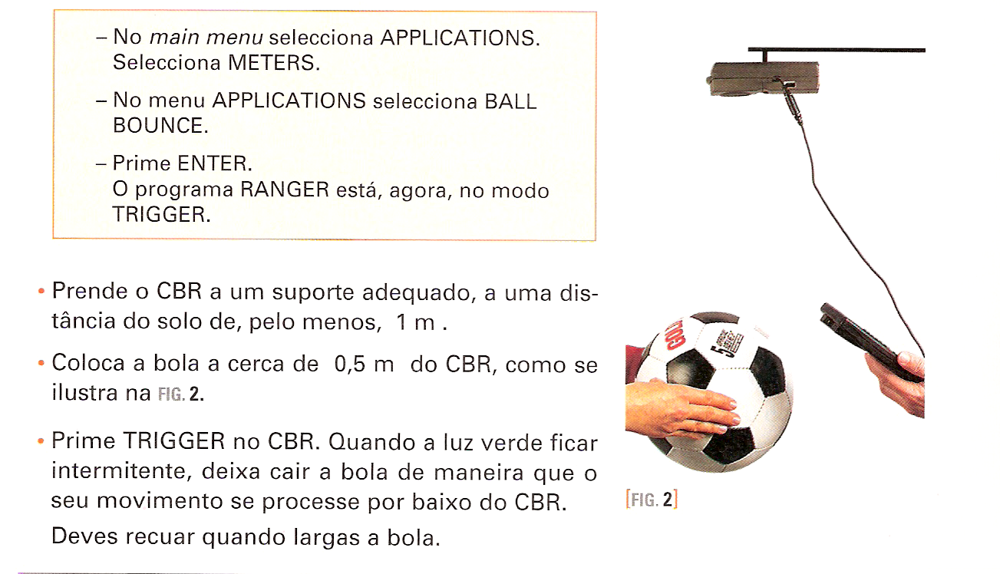 – No main menu selecciona APPLICATIONS.
Selecciona METERS.
– No menu APPLICATIONS selecciona BALL
BOUNCE.
– Prime ENTER.
O programa RANGER está, agora, no modo
TRIGGER.
• Prende o CBR a um suporte adequado, a uma dis-
tância do solo de, pelo menos, 1 m .
• Coloca a bola a cerca de 0,5 m do CBR, como se
ilustra na FIG. 2.
• Prime TRIGGER no CBR. Quando a luz verde ficar
intermitente, deixa cair a bola de maneira que o
seu movimento se processe por baixo do CBR.
Deves recuar quando largas a bola.
5
[FIG. 2]